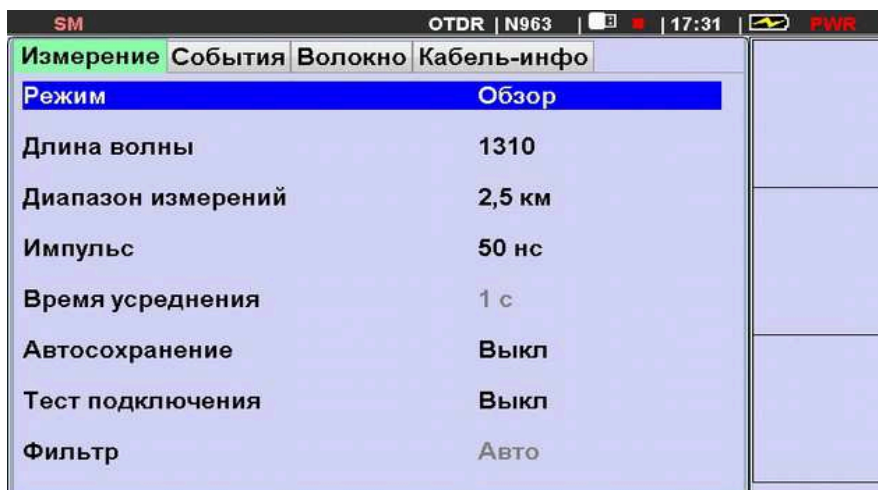 SM OTDR | N963 | | 17:31 | PWR
Измерение События Волокно Кабель-инфо
Режим Обзор
Длина волны 1310
Диапазон измерений 2,5 км
Импульс 50 нс
Время усреднения 1 с
Автосохранение Выкл
Тест подключения Выкл
Фильтр Авто